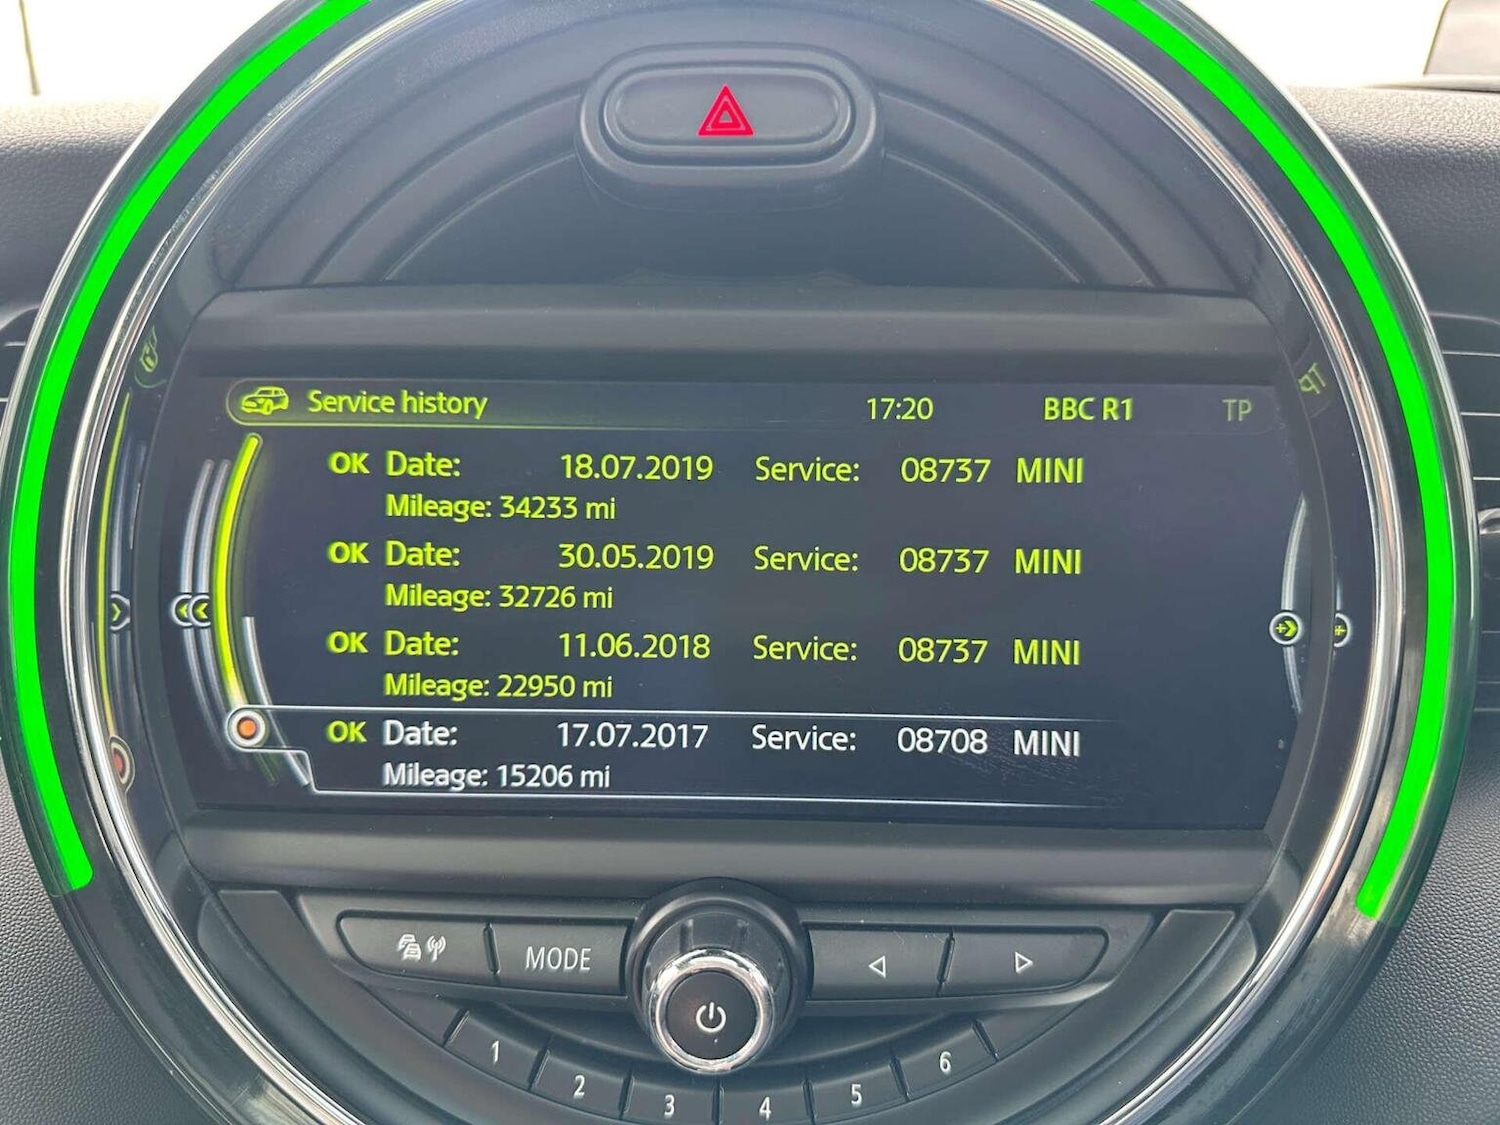 Service history 17:20 BBC R1 TP
OK Date: 18.07.2019 Service: 08737 MINI
Mileage: 34233 mi
OK Date: 30.05.2019 Service: 08737 MINI
Mileage: 32726 mi
OK Date: 11.06.2018 Service: 08737 MINI
Mileage: 22950 mi
OK Date: 17.07.2017 Service: 08708 MINI
Mileage: 15206 mi
MODE
1 2 3 4 5 6